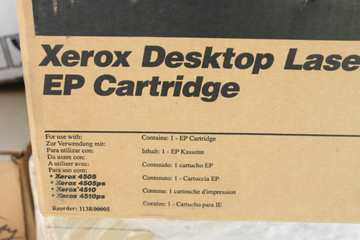 Xerox Desktop Lase
EP Cartridge
For use with:
Zur Verwendung mit:
Para utilizar con:
Da usare con:
A utiliser avec:
Para uso com:
• Xerox 4505
• Xerox 4505ps
• Xerox 4510
• Xerox 4510ps
Reorder: 113R00005
Contains: 1 - EP Cartridge
Inhalt: 1 - EP Kassette
Contenido: 1 cartucho EP
Contenuto: 1 - Cartuccia EP
Contenu: 1 cartouche d'impression
Contém: 1 - Cartucho para IE